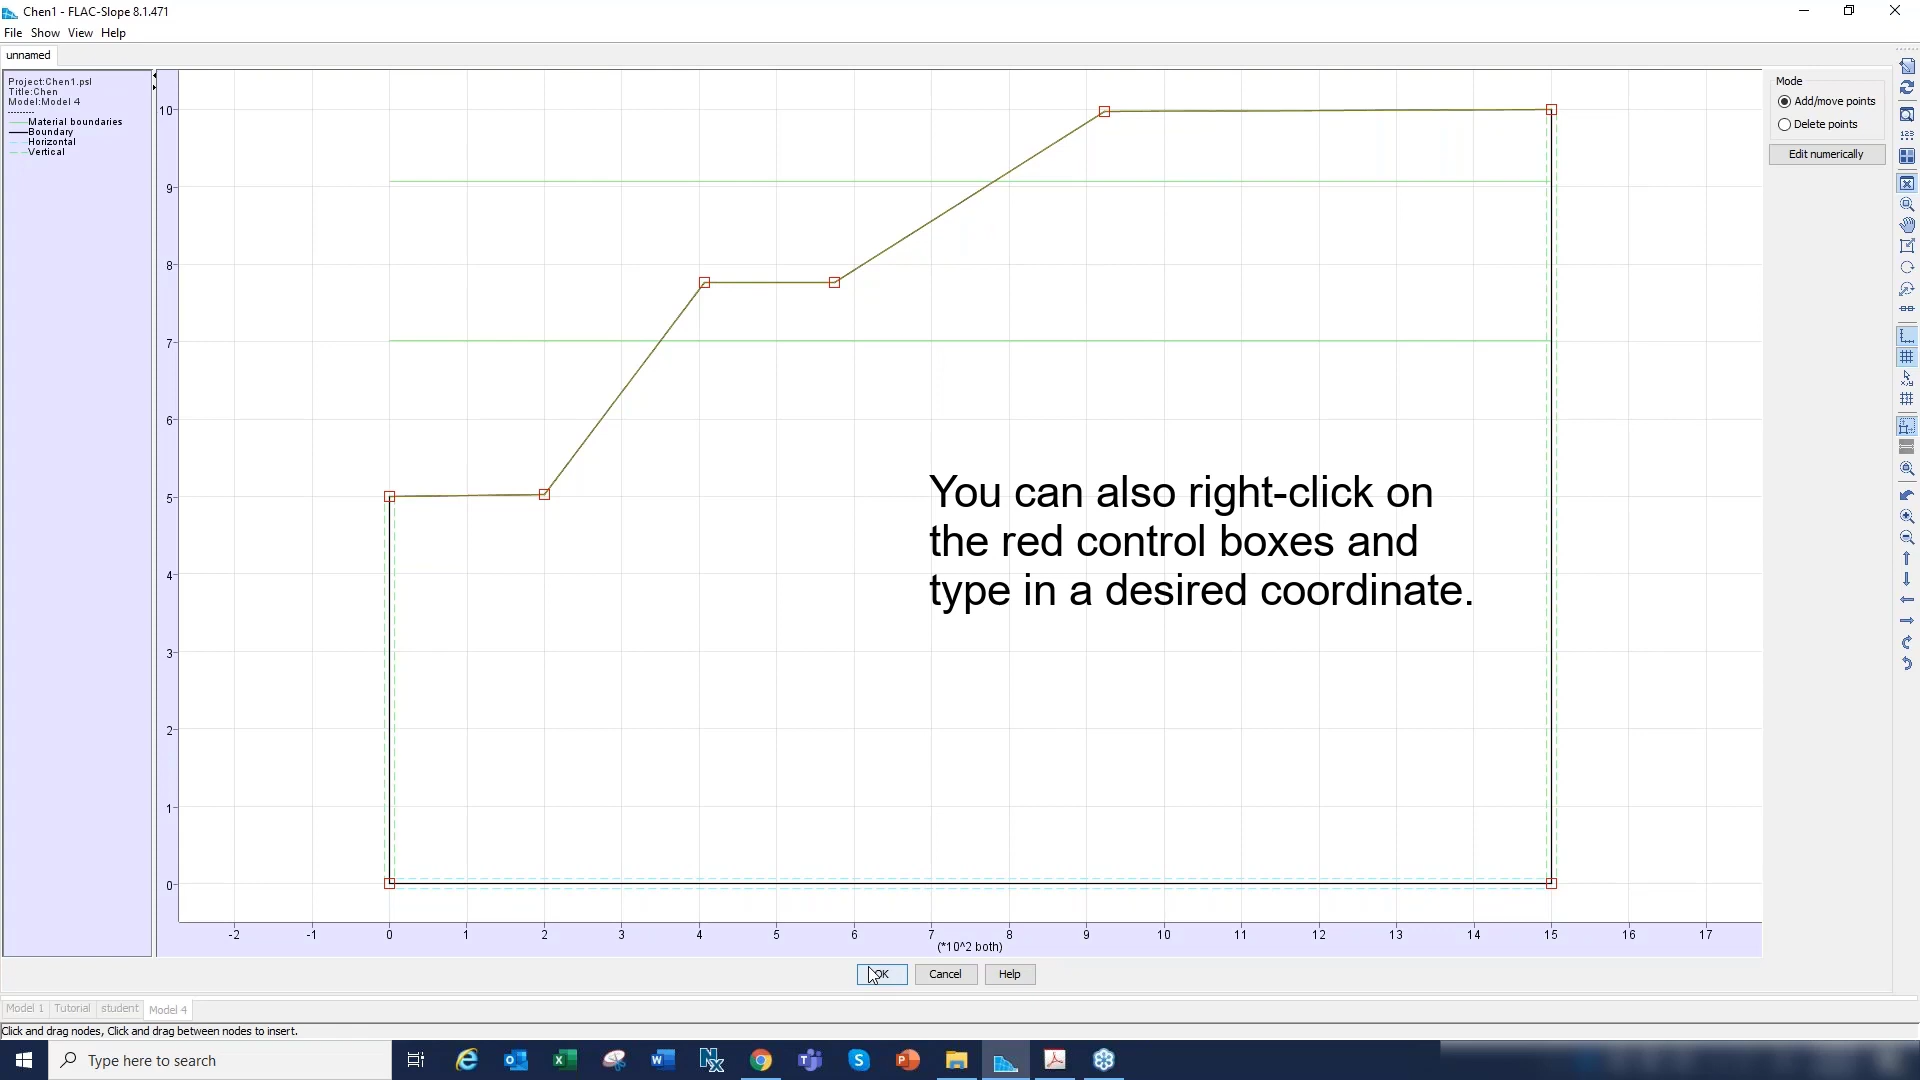 Chen1 - FLAC-Slope 8.1.471
File Show View Help
unnamed
Project:Chen1.psl
Title:Chen
Model:Model 4
Material boundaries
Boundary
Horizontal
Vertical
10
9
8
7
6
5
4
3
2
1
0
-2 -1 0 1 2 3 4 5 6 7 8 9 10 11 12 13 14 15 16 17
(*10^2 both)
You can also right-click on
the red control boxes and
type in a desired coordinate.
Mode
Add/move points
Delete points
Edit numerically
123
x,y
OK Cancel Help
Model 1 Tutorial student Model 4
Click and drag nodes, Click and drag between nodes to insert.
Type here to search